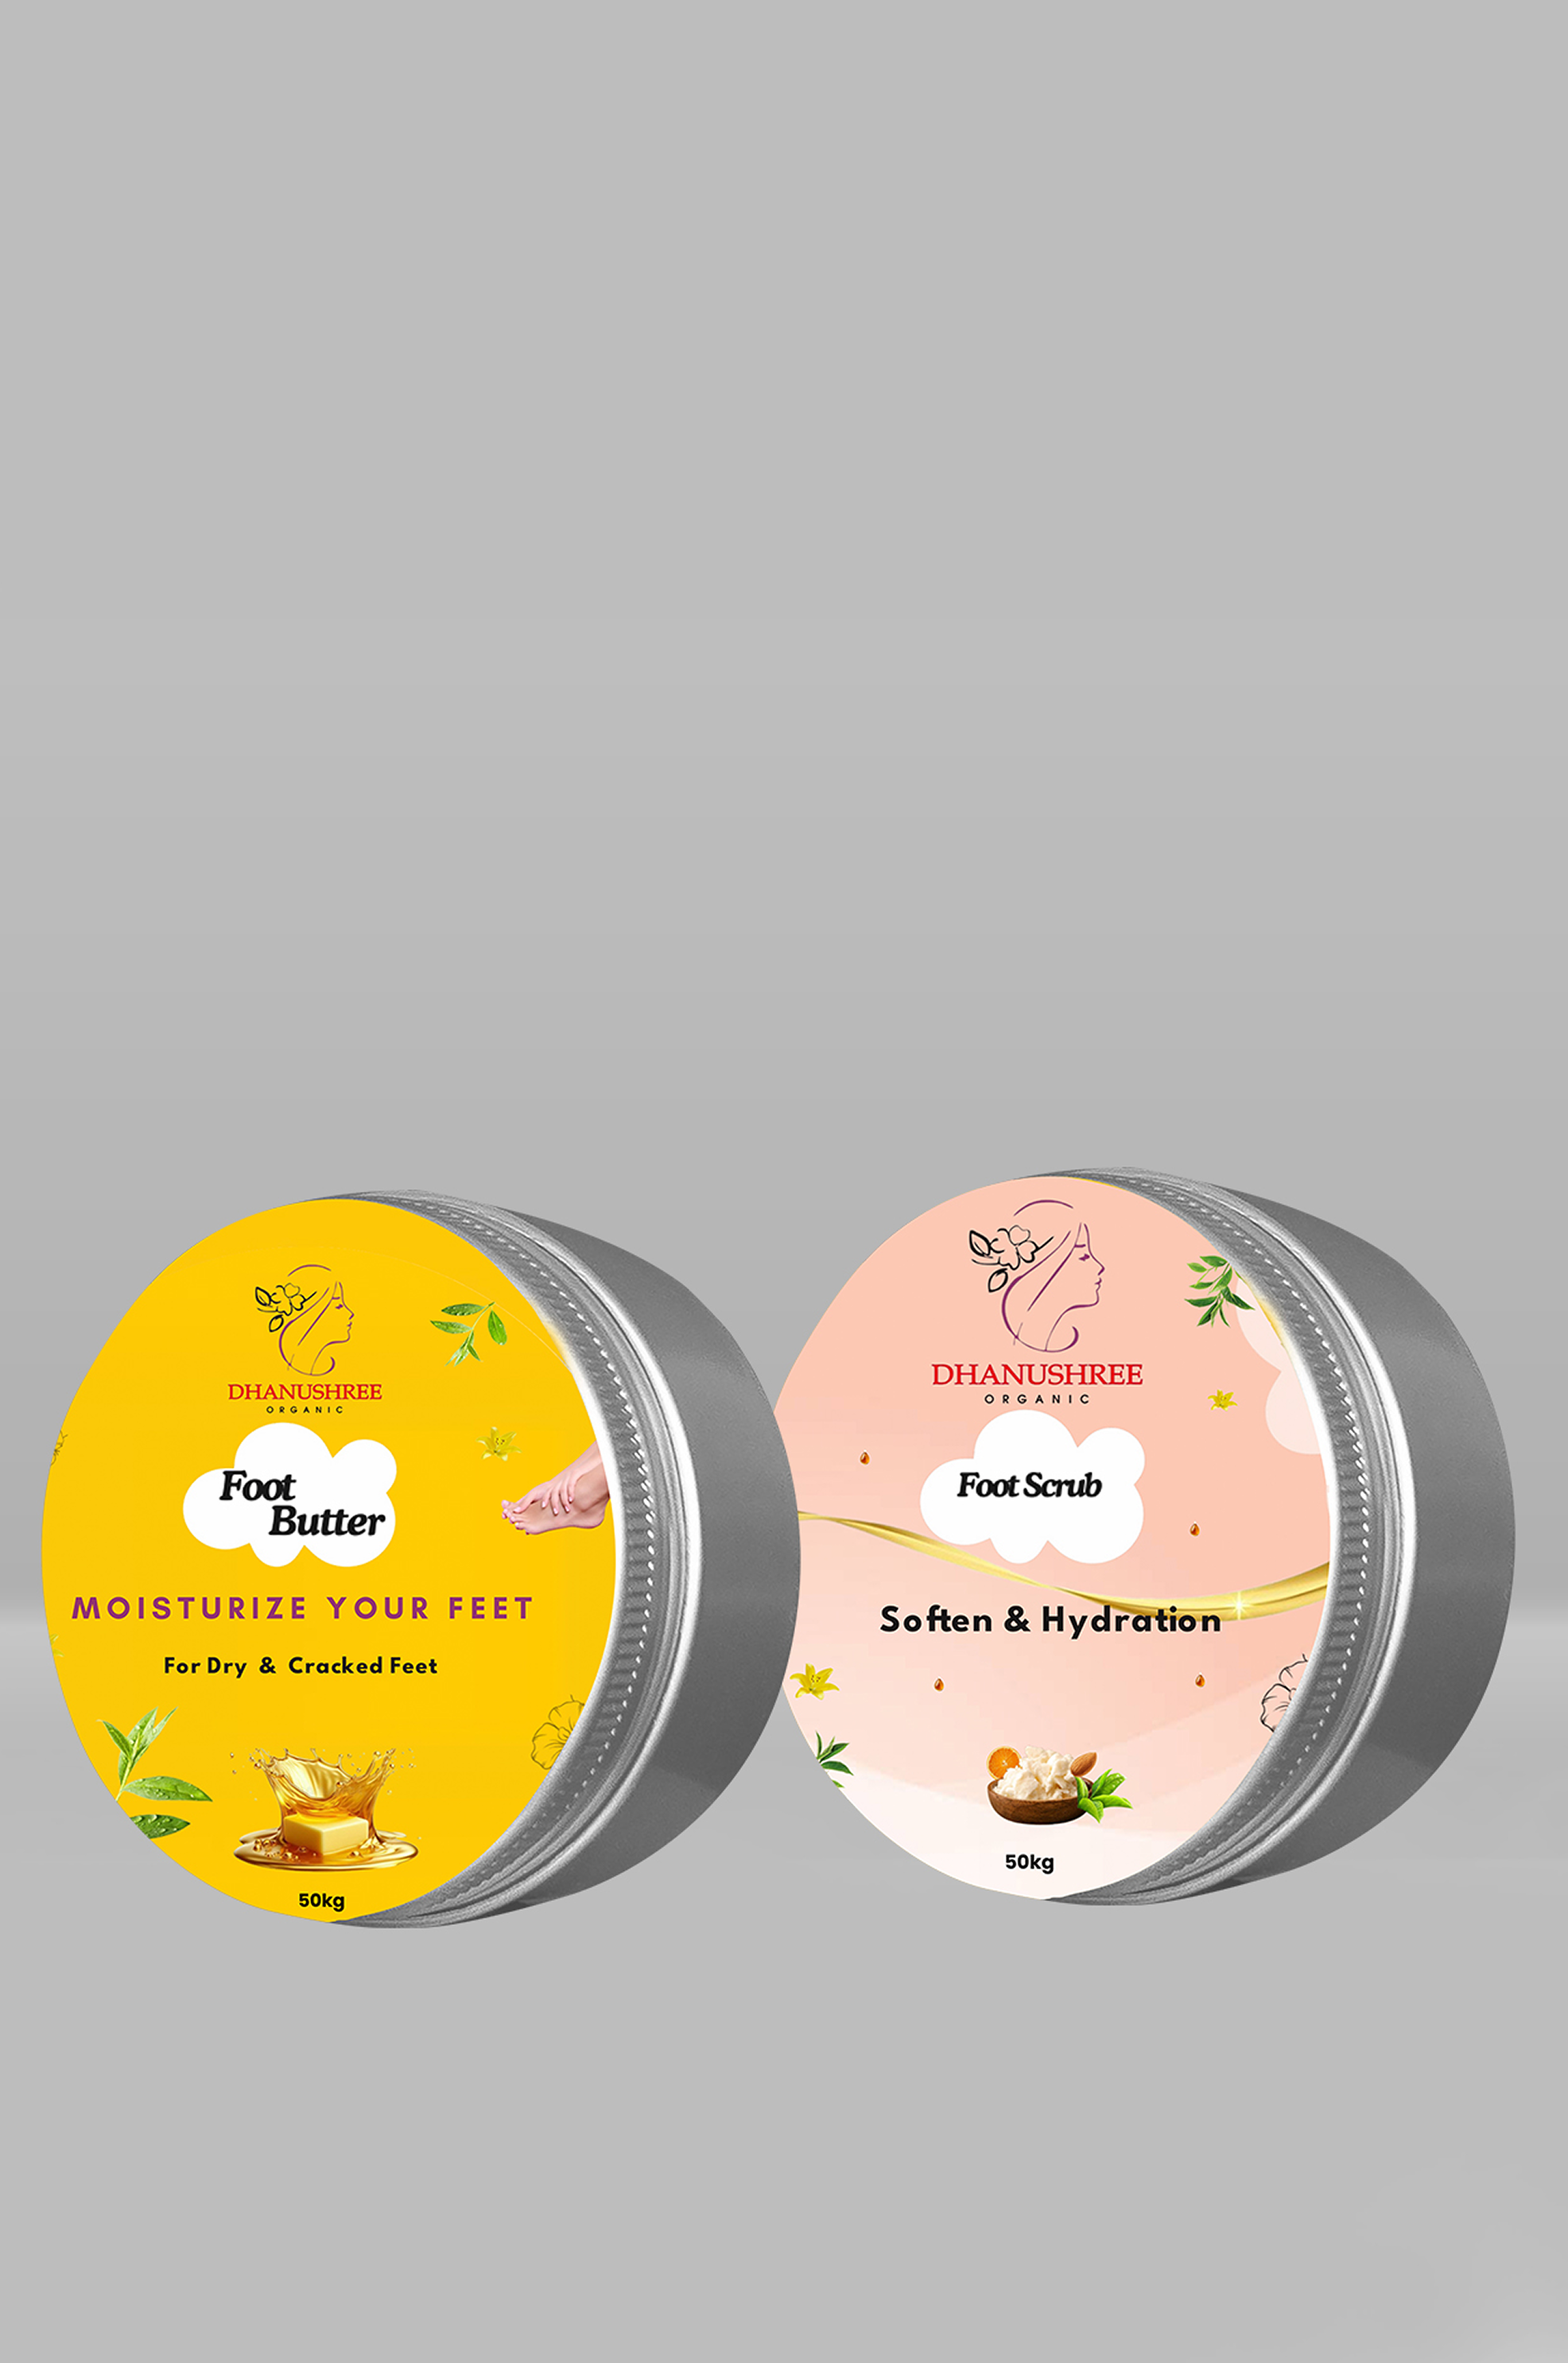 DHANUSHREE
ORGANIC
Foot
Butter
MOISTURIZE YOUR FEET
For Dry & Cracked Feet
50kg
DHANUSHREE
ORGANIC
Foot Scrub
Soften & Hydration
50kg